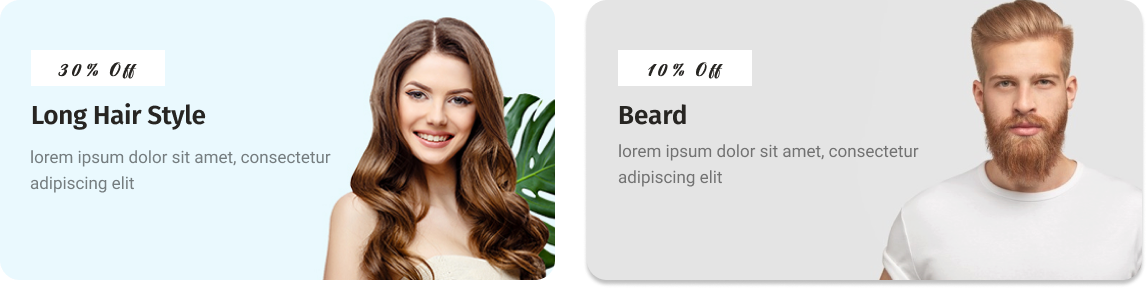 30% Off
Long Hair Style
lorem ipsum dolor sit amet, consectetur
adipiscing elit
10% Off
Beard
lorem ipsum dolor sit amet, consectetur
adipiscing elit